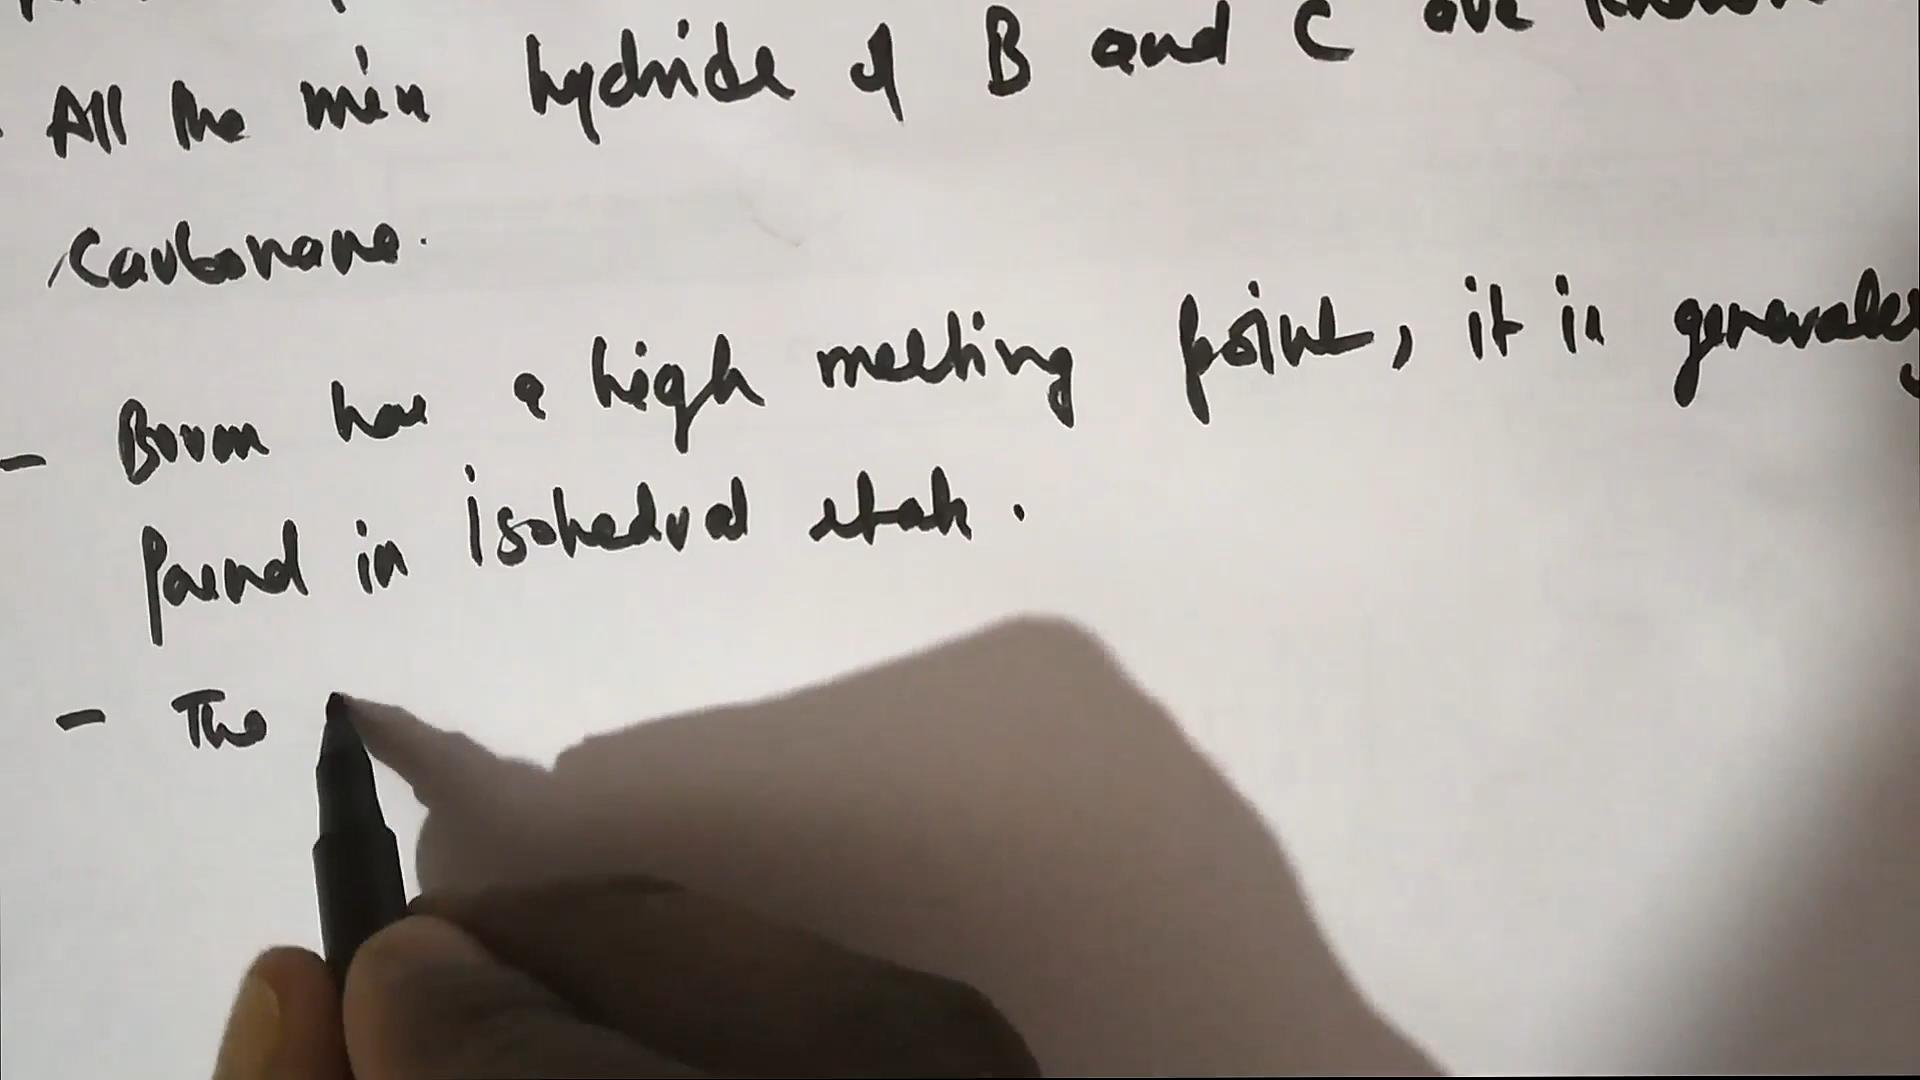 All the mix hydride of B and C are known
Carborane.
- Boron has a high melting point, it is generally
found in Isohedral state.
- The